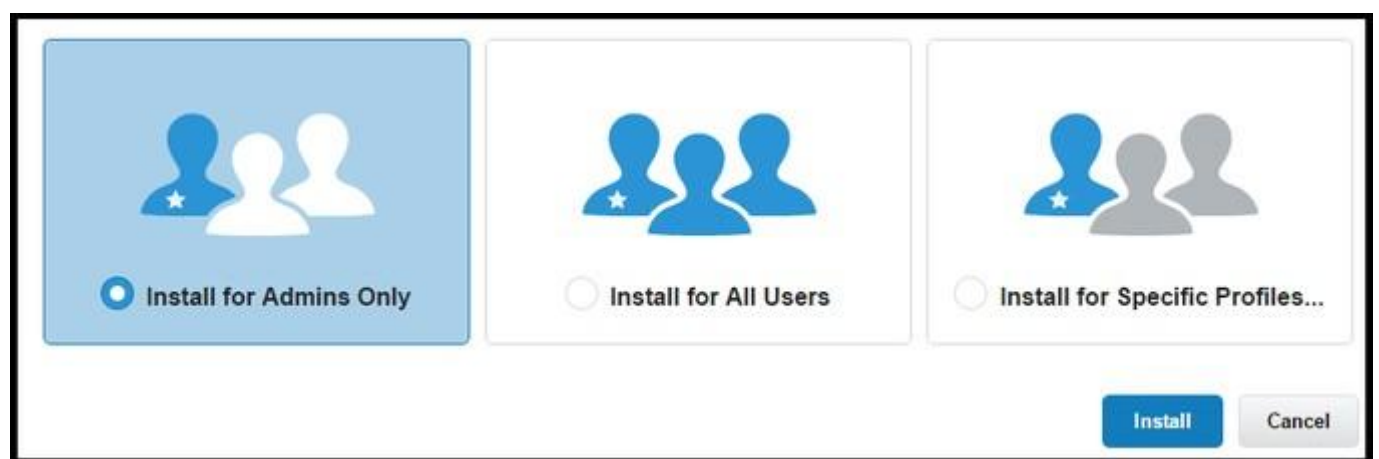 Install for Admins Only
Install for All Users
Install for Specific Profiles...
Install
Cancel